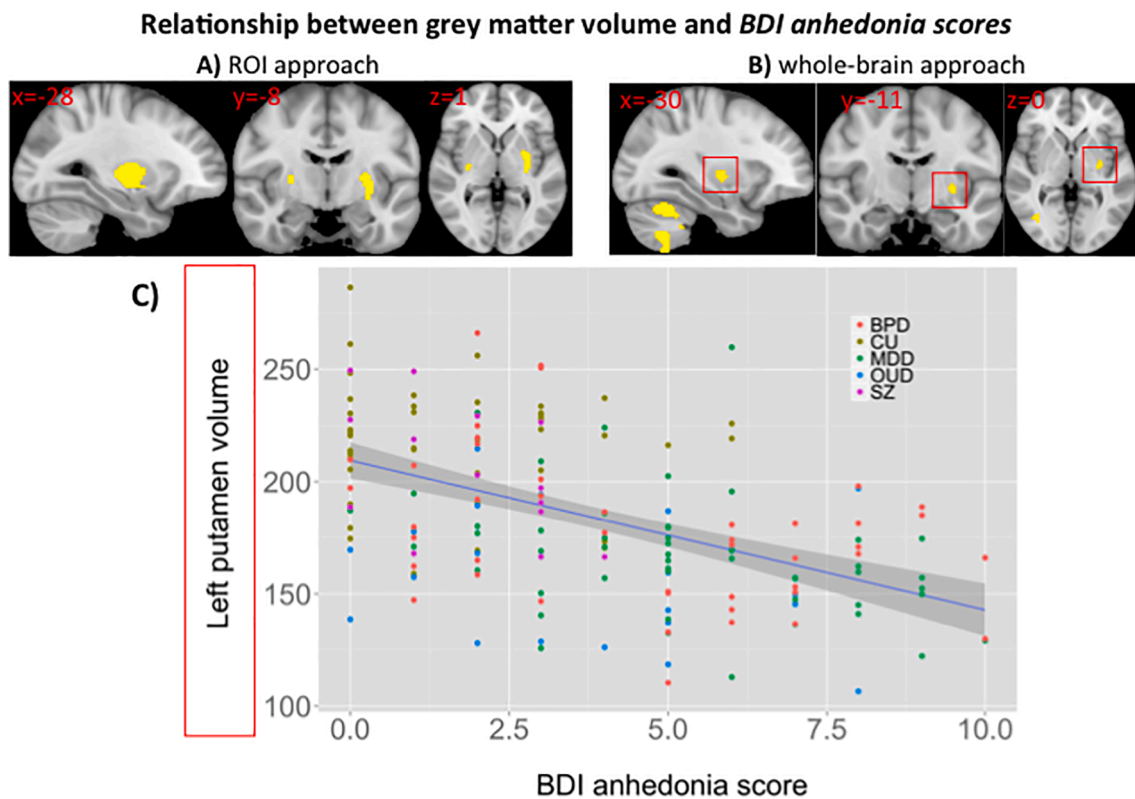 Relationship between grey matter volume and BDI anhedonia scores
A) ROI approach
B) whole-brain approach
x=-28
y=-8
z=1
x=-30
y=-11
z=0
C)
Left putamen volume
250
200
150
100
BPD
CU
MDD
OUD
SZ
0.0
2.5
5.0
7.5
10.0
BDI anhedonia score